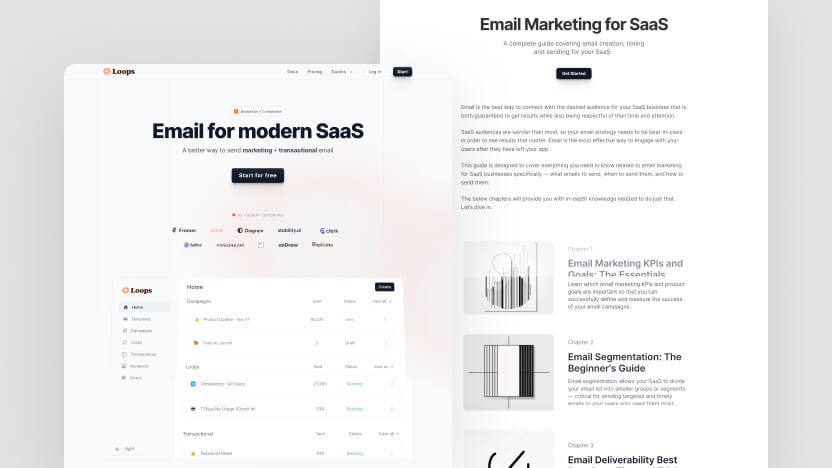 Loops
Docs Pricing Guides Log in Start
Backed by Y Combinator
Email for modern SaaS
A better way to send marketing + transactional email
Start for free
Framer Diagram stability.ai clerk
PIPEDREAM unDraw Replicate
Loops
Home
Templates
Campaigns
Loops
Transactional
Audience
Forms
Light
Home Create
Campaigns Sent Status View all
Product Update - Nov 17 Sent
Feature Launch 0 Draft
Loops Sent Status View all
Onboarding - All Users Sending
7 Days No Usage (Check In) Sending
Transactional Sent Status View all
Password Reset Sending
Email Marketing for SaaS
A complete guide covering email creation, timing
and sending for your SaaS.
Get Started
Email is the best way to connect with the desired audience for your SaaS business that is
both guaranteed to get results while also being respectful of their time and attention.
SaaS audiences are savvier then most, so your email strategy needs to be best-in-class
in order to see results that matter. Email is the most effective way to engage with your
users after they have left your app.
This guide is designed to cover everything you need to know related to email marketing
for SaaS businesses specifically — what emails to send, when to send them, and how to
send them.
The below chapters will provide you with in-depth knowledge needed to do just that.
Let's dive in.
Chapter 1
Email Marketing KPIs and
Goals: The Essentials
Learn which email marketing KPIs and product
goals are important so that you can
successfully define and measure the success
of your email campaigns.
Chapter 2
Email Segmentation: The
Beginner's Guide
Email segmentation allows your SaaS to divide
your email list into smaller groups or segments
— critical for sending targeted and timely
emails to your users who need them most.
Chapter 3
Email Deliverability Best